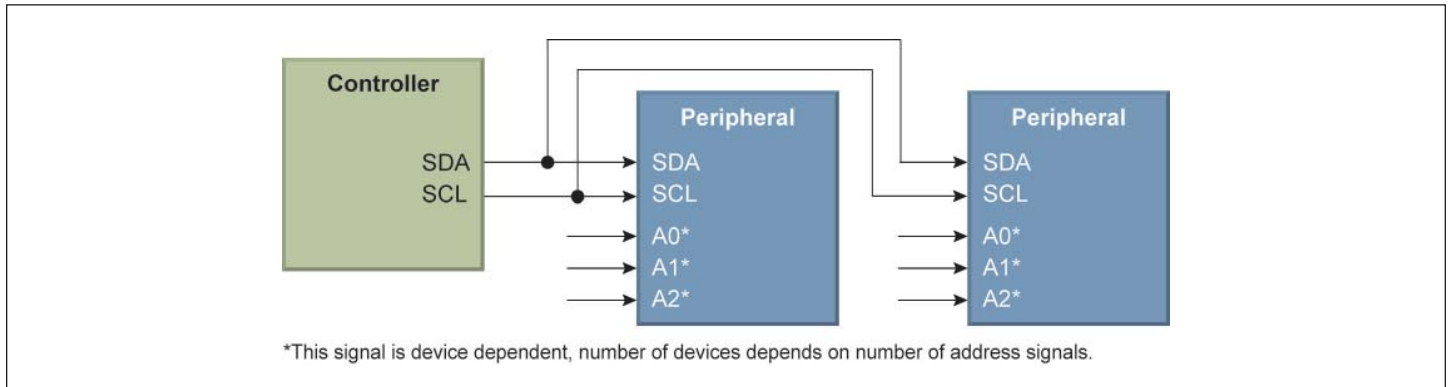 Controller
SDA
SCL
Peripheral
SDA
SCL
A0*
A1*
A2*
Peripheral
SDA
SCL
A0*
A1*
A2*
*This signal is device dependent, number of devices depends on number of address signals.